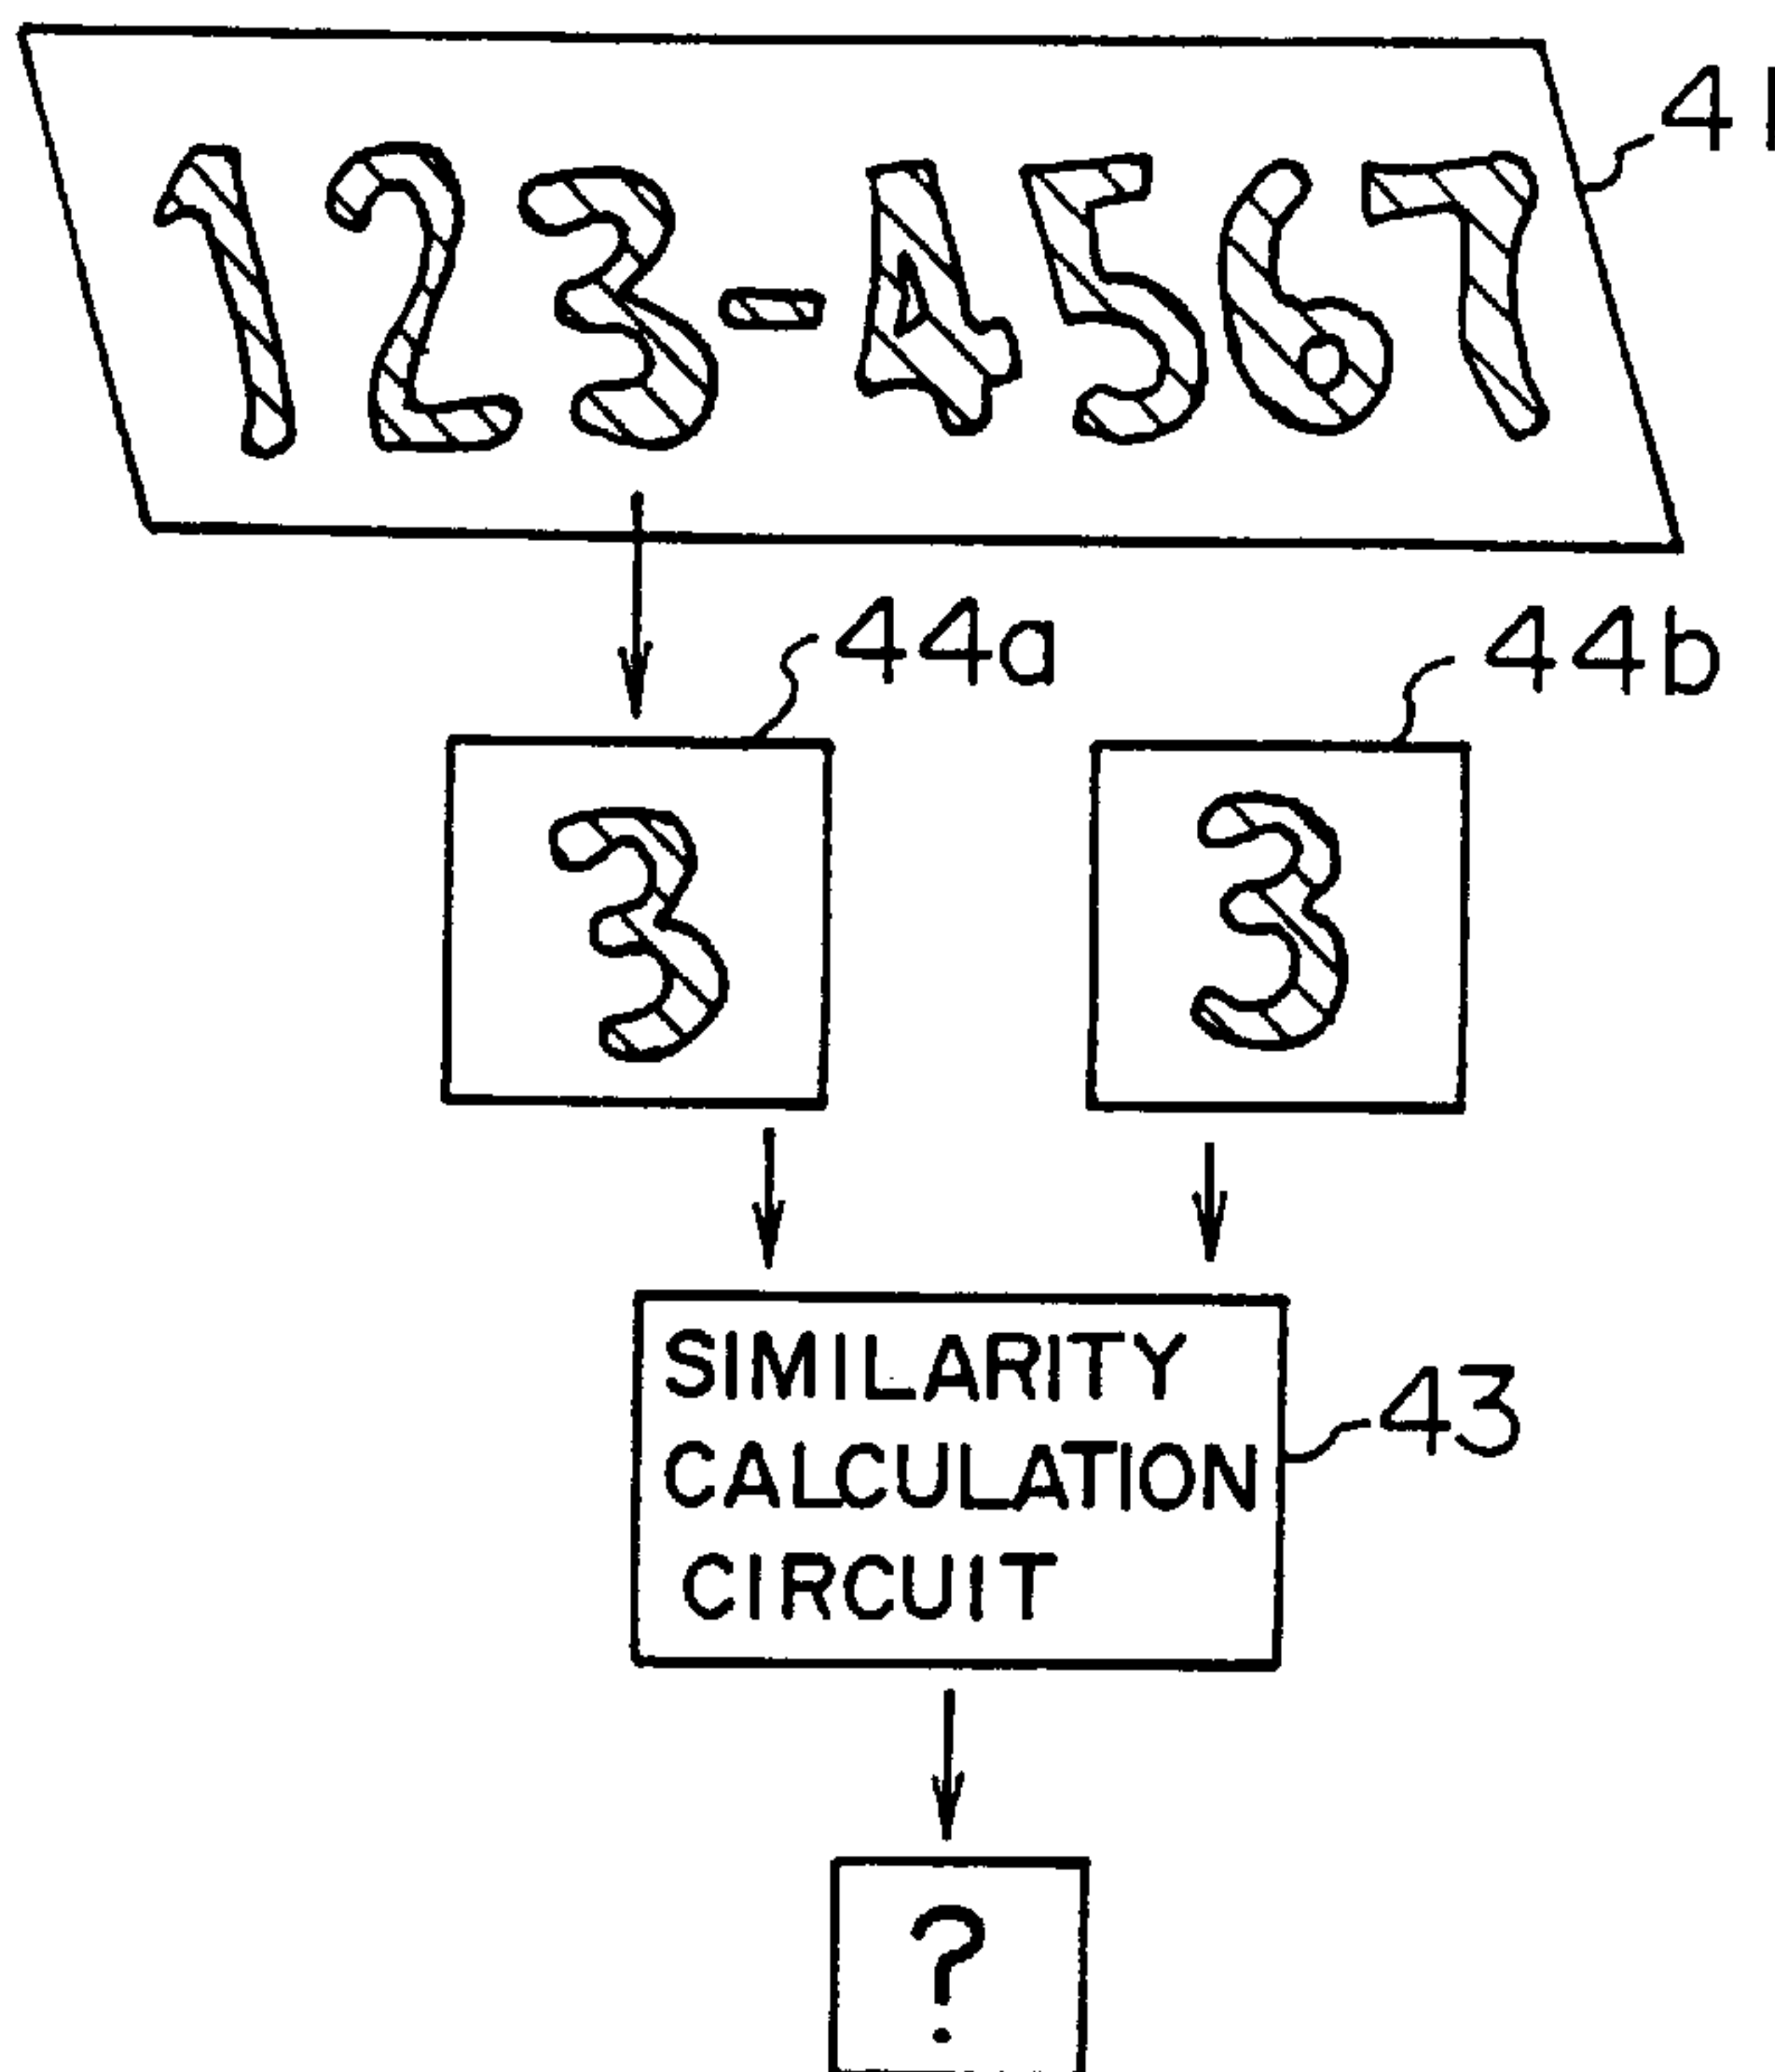 123-4567
41
44a
44b
3
3
SIMILARITY
CALCULATION
CIRCUIT
43
?